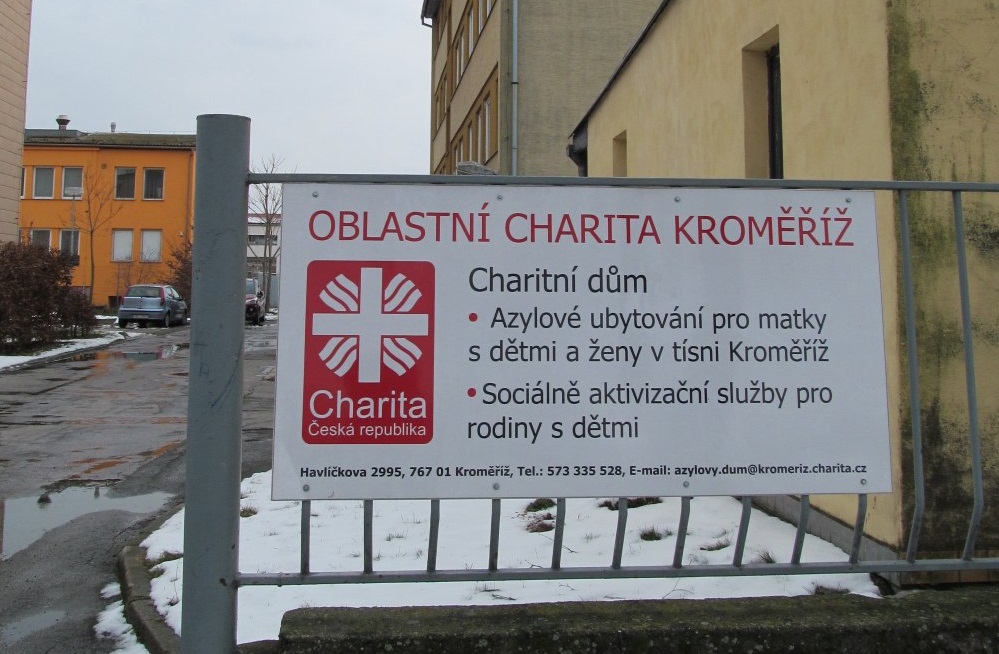 OBLASTNÍ CHARITA KROMĚŘÍŽ
Charita
Česká republika
Charitní dům
• Azylové ubytování pro matky
s dětmi a ženy v tísni Kroměříž
• Sociálně aktivizační služby pro
rodiny s dětmi
Havlíčkova 2995, 767 01 Kroměříž, Tel.: 573 335 528, E-mail: azylovy.dum@kromeriz.charita.cz